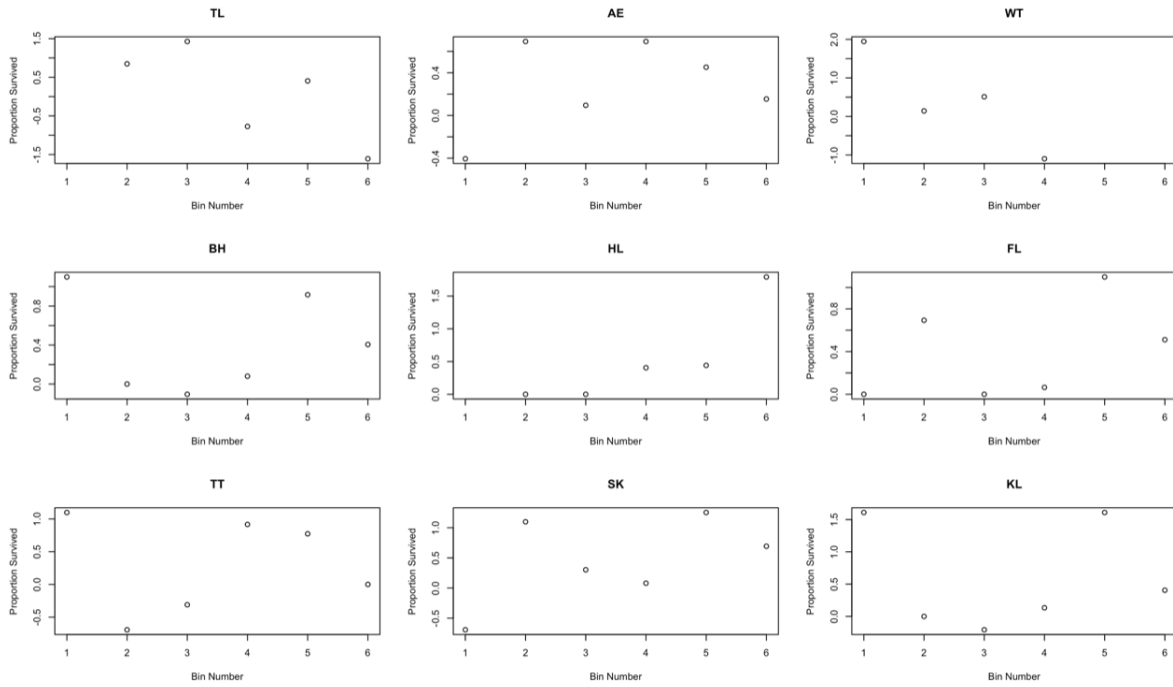 TL
AE
WT
Proportion Survived
-1.5 -0.5 0.5 1.5
1 2 3 4 5 6
Bin Number
Proportion Survived
-0.4 0.0 0.4
1 2 3 4 5 6
Bin Number
Proportion Survived
-1.0 0.0 1.0 2.0
1 2 3 4 5 6
Bin Number
BH
HL
FL
Proportion Survived
0.0 0.4 0.8
1 2 3 4 5 6
Bin Number
Proportion Survived
0.0 0.5 1.0 1.5
1 2 3 4 5 6
Bin Number
Proportion Survived
0.0 0.4 0.8
1 2 3 4 5 6
Bin Number
TT
SK
KL
Proportion Survived
-0.5 0.0 0.5 1.0
1 2 3 4 5 6
Bin Number
Proportion Survived
-0.5 0.0 0.5 1.0
1 2 3 4 5 6
Bin Number
Proportion Survived
0.0 0.5 1.0 1.5
1 2 3 4 5 6
Bin Number